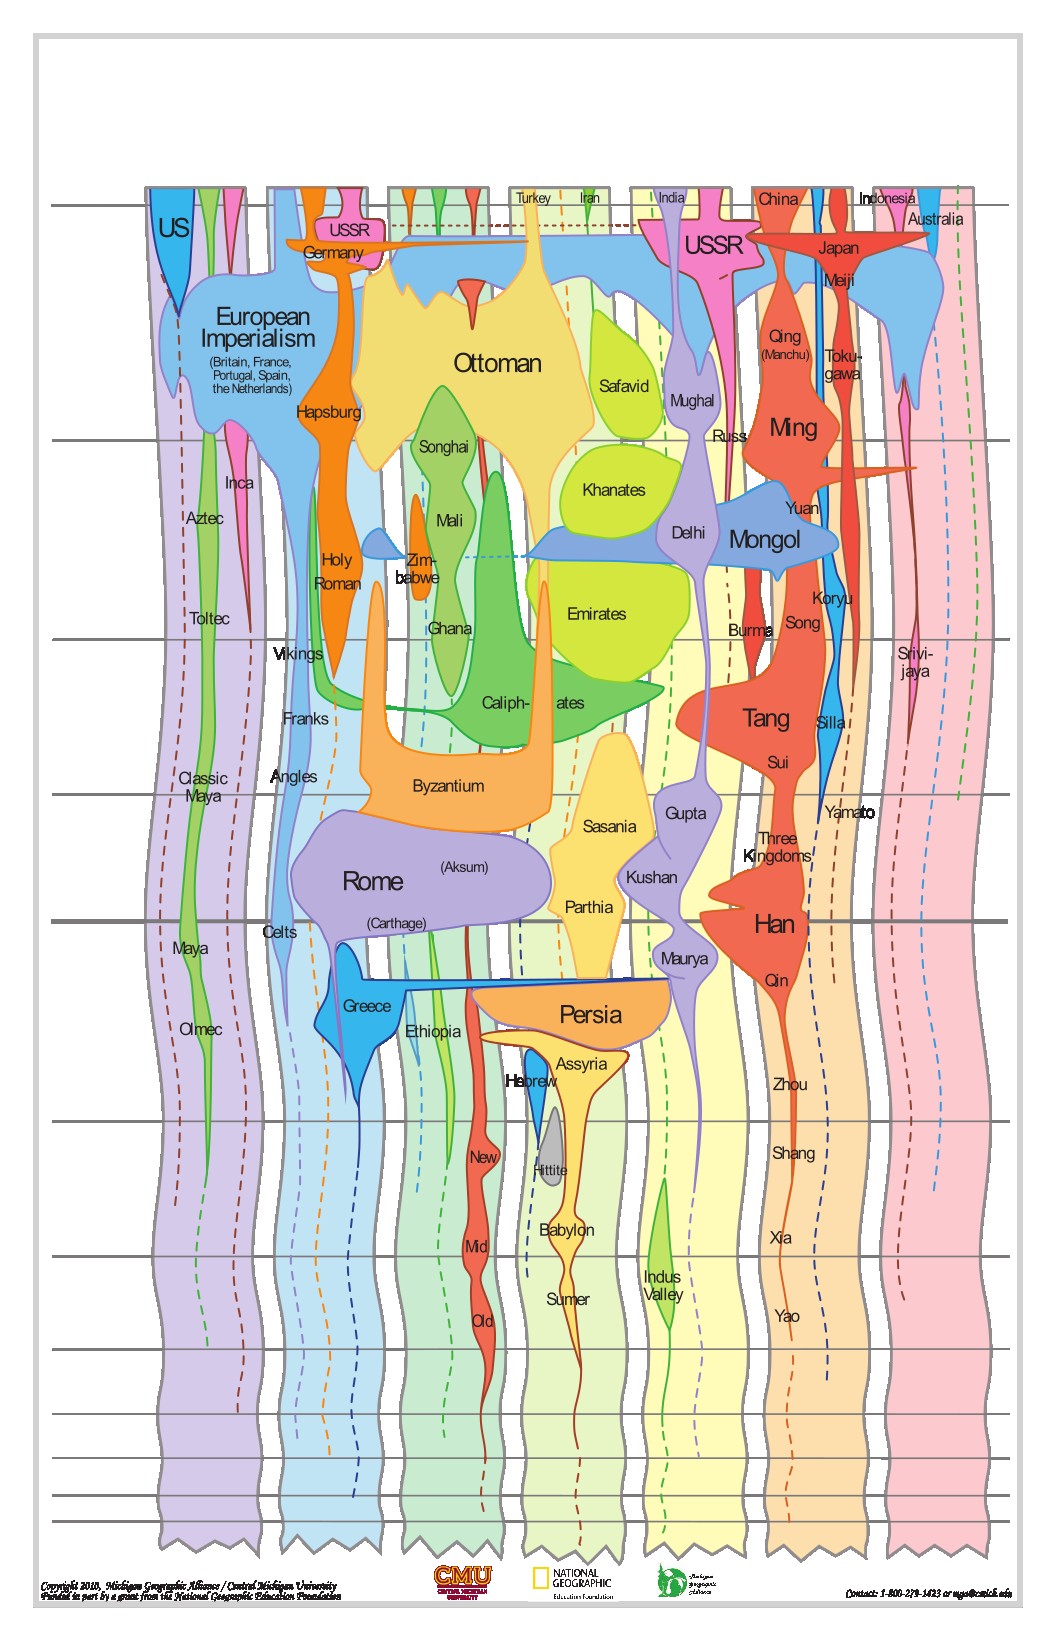 Turkey
Iran
India
China
Indonesia
US
USSR
Australia
Germany
USSR
Japan
Meiji
European
Imperialism
(Britain, France,
Portugal, Spain,
the Netherlands)
Ottoman
Qing
(Manchu)
Toku-
gawa
Safavid
Mughal
Hapsburg
Russ
Ming
Songhai
Inca
Khanates
Aztec
Mali
Yuan
Delhi
Mongol
Holy
Roman
Zim-
babwe
Koryu
Toltec
Ghana
Emirates
Burma
Song
Vikings
Srivi-
jaya
Franks
Caliph-
ates
Tang
Silla
Sui
Angles
Classic
Maya
Byzantium
Gupta
Yamato
Sasania
Three
Kingdoms
(Aksum)
Rome
Kushan
Parthia
(Carthage)
Han
Celts
Maya
Maurya
Qin
Greece
Persia
Olmec
Ethiopia
Assyria
Hebrew
Zhou
New
Hittite
Shang
Babylon
Xia
Mid
Indus
Valley
Sumer
Old
Yao
CMU
CENTRAL MICHIGAN
UNIVERSITY
NATIONAL
GEOGRAPHIC
Education Foundation
Michigan
geographic
alliance
Copyright 2010, Michigan Geographic Alliance / Central Michigan University
Funded in part by a grant from the National Geographic Education Foundation
Contact: 1-800-279-1423 or mga@cmich.edu